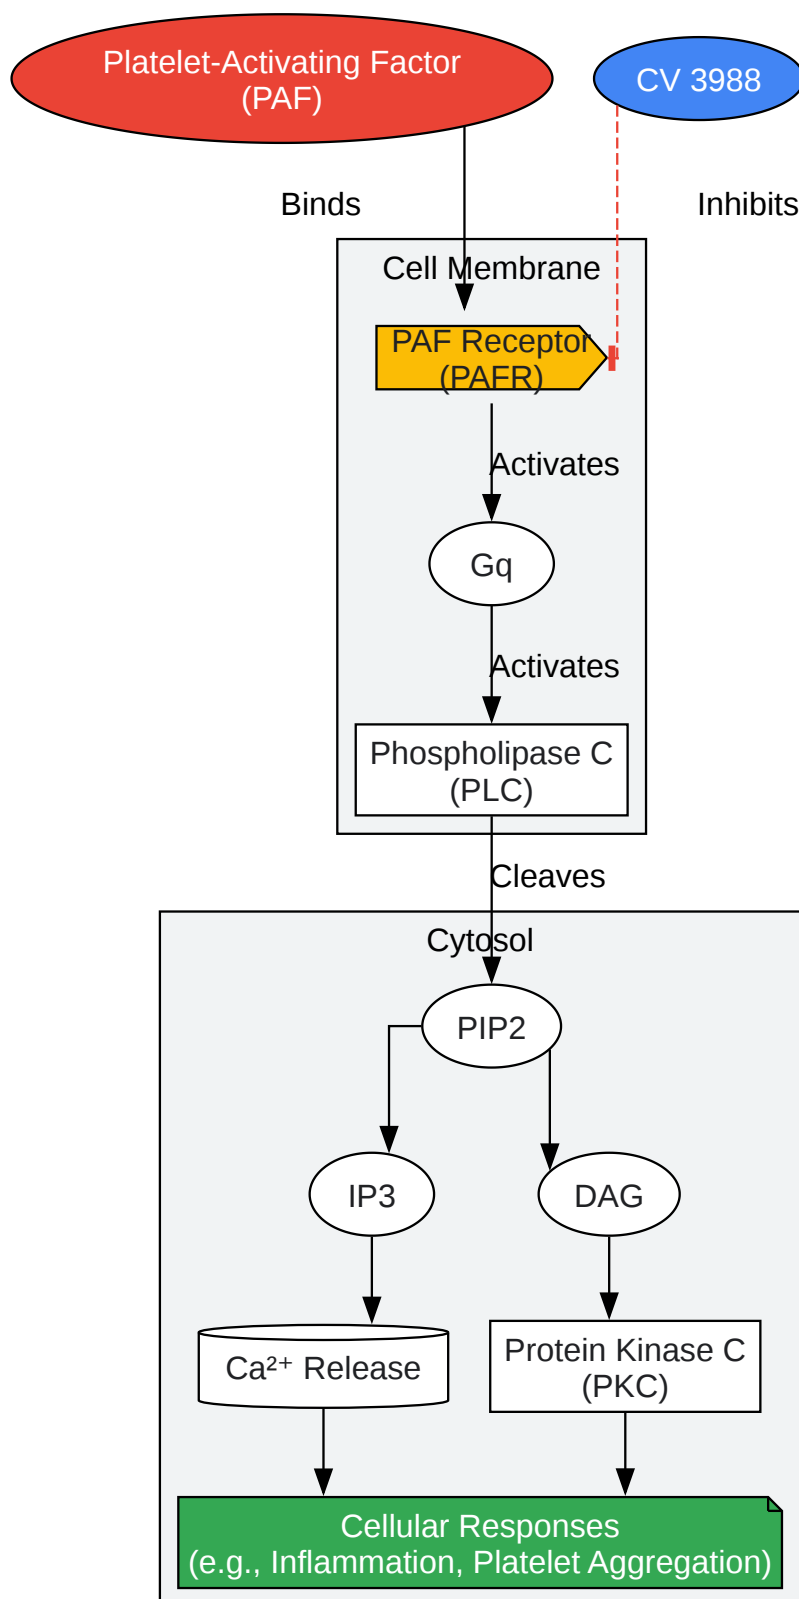 Platelet-Activating Factor
(PAF)
CV 3988
Binds
Inhibits
Cell Membrane
PAF Receptor
(PAFR)
Activates
Gq
Activates
Phospholipase C
(PLC)
Cleaves
Cytosol
PIP2
IP3
DAG
Ca²⁺ Release
Protein Kinase C
(PKC)
Cellular Responses
(e.g., Inflammation, Platelet Aggregation)